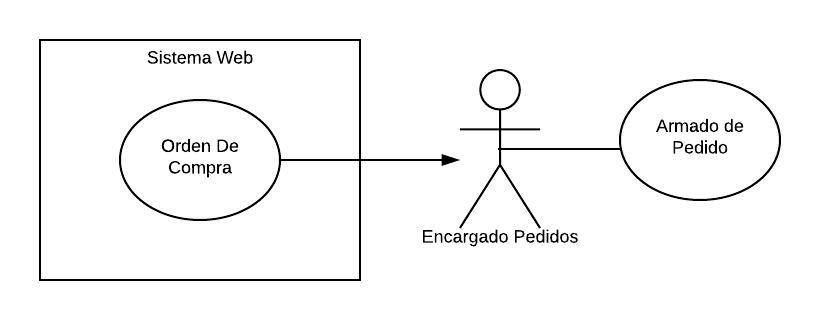 Sistema Web
Orden De
Compra
Encargado Pedidos
Armado de
Pedido